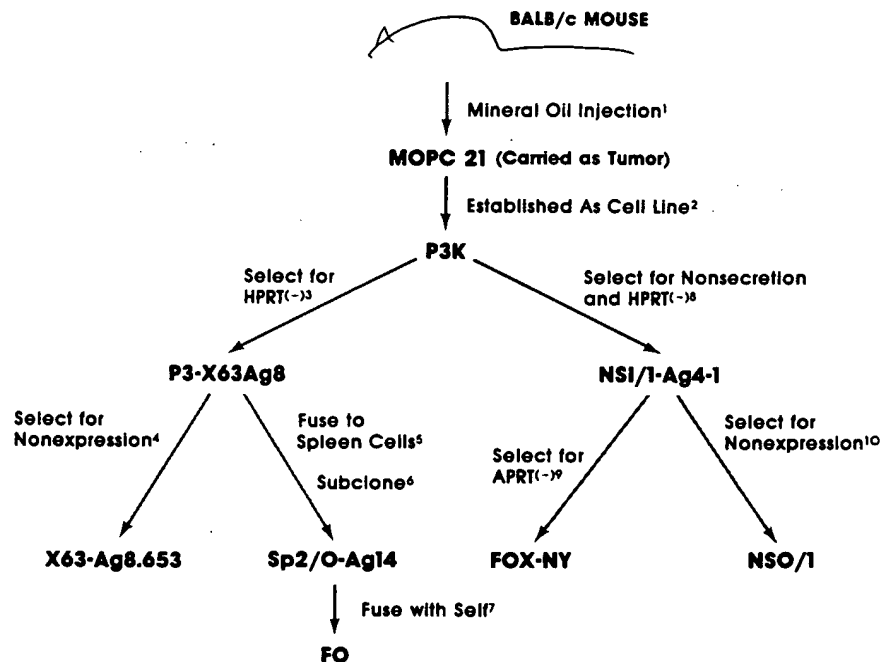 BALB/c MOUSE
Mineral Oil Injection¹
MOPC 21 (Carried as Tumor)
Established As Cell Line²
P3K
Select for
HPRT(-)³
Select for Nonsecretion
and HPRT(-)⁸
P3-X63Ag8
NSI/1-Ag4-1
Select for
Nonexpression⁴
Fuse to
Spleen Cells⁵
Subclone⁶
Select for
APRT(-)⁹
Select for
Nonexpression¹⁰
X63-Ag8.653
Sp2/O-Ag14
FOX-NY
NSO/1
Fuse with Self⁷
FO